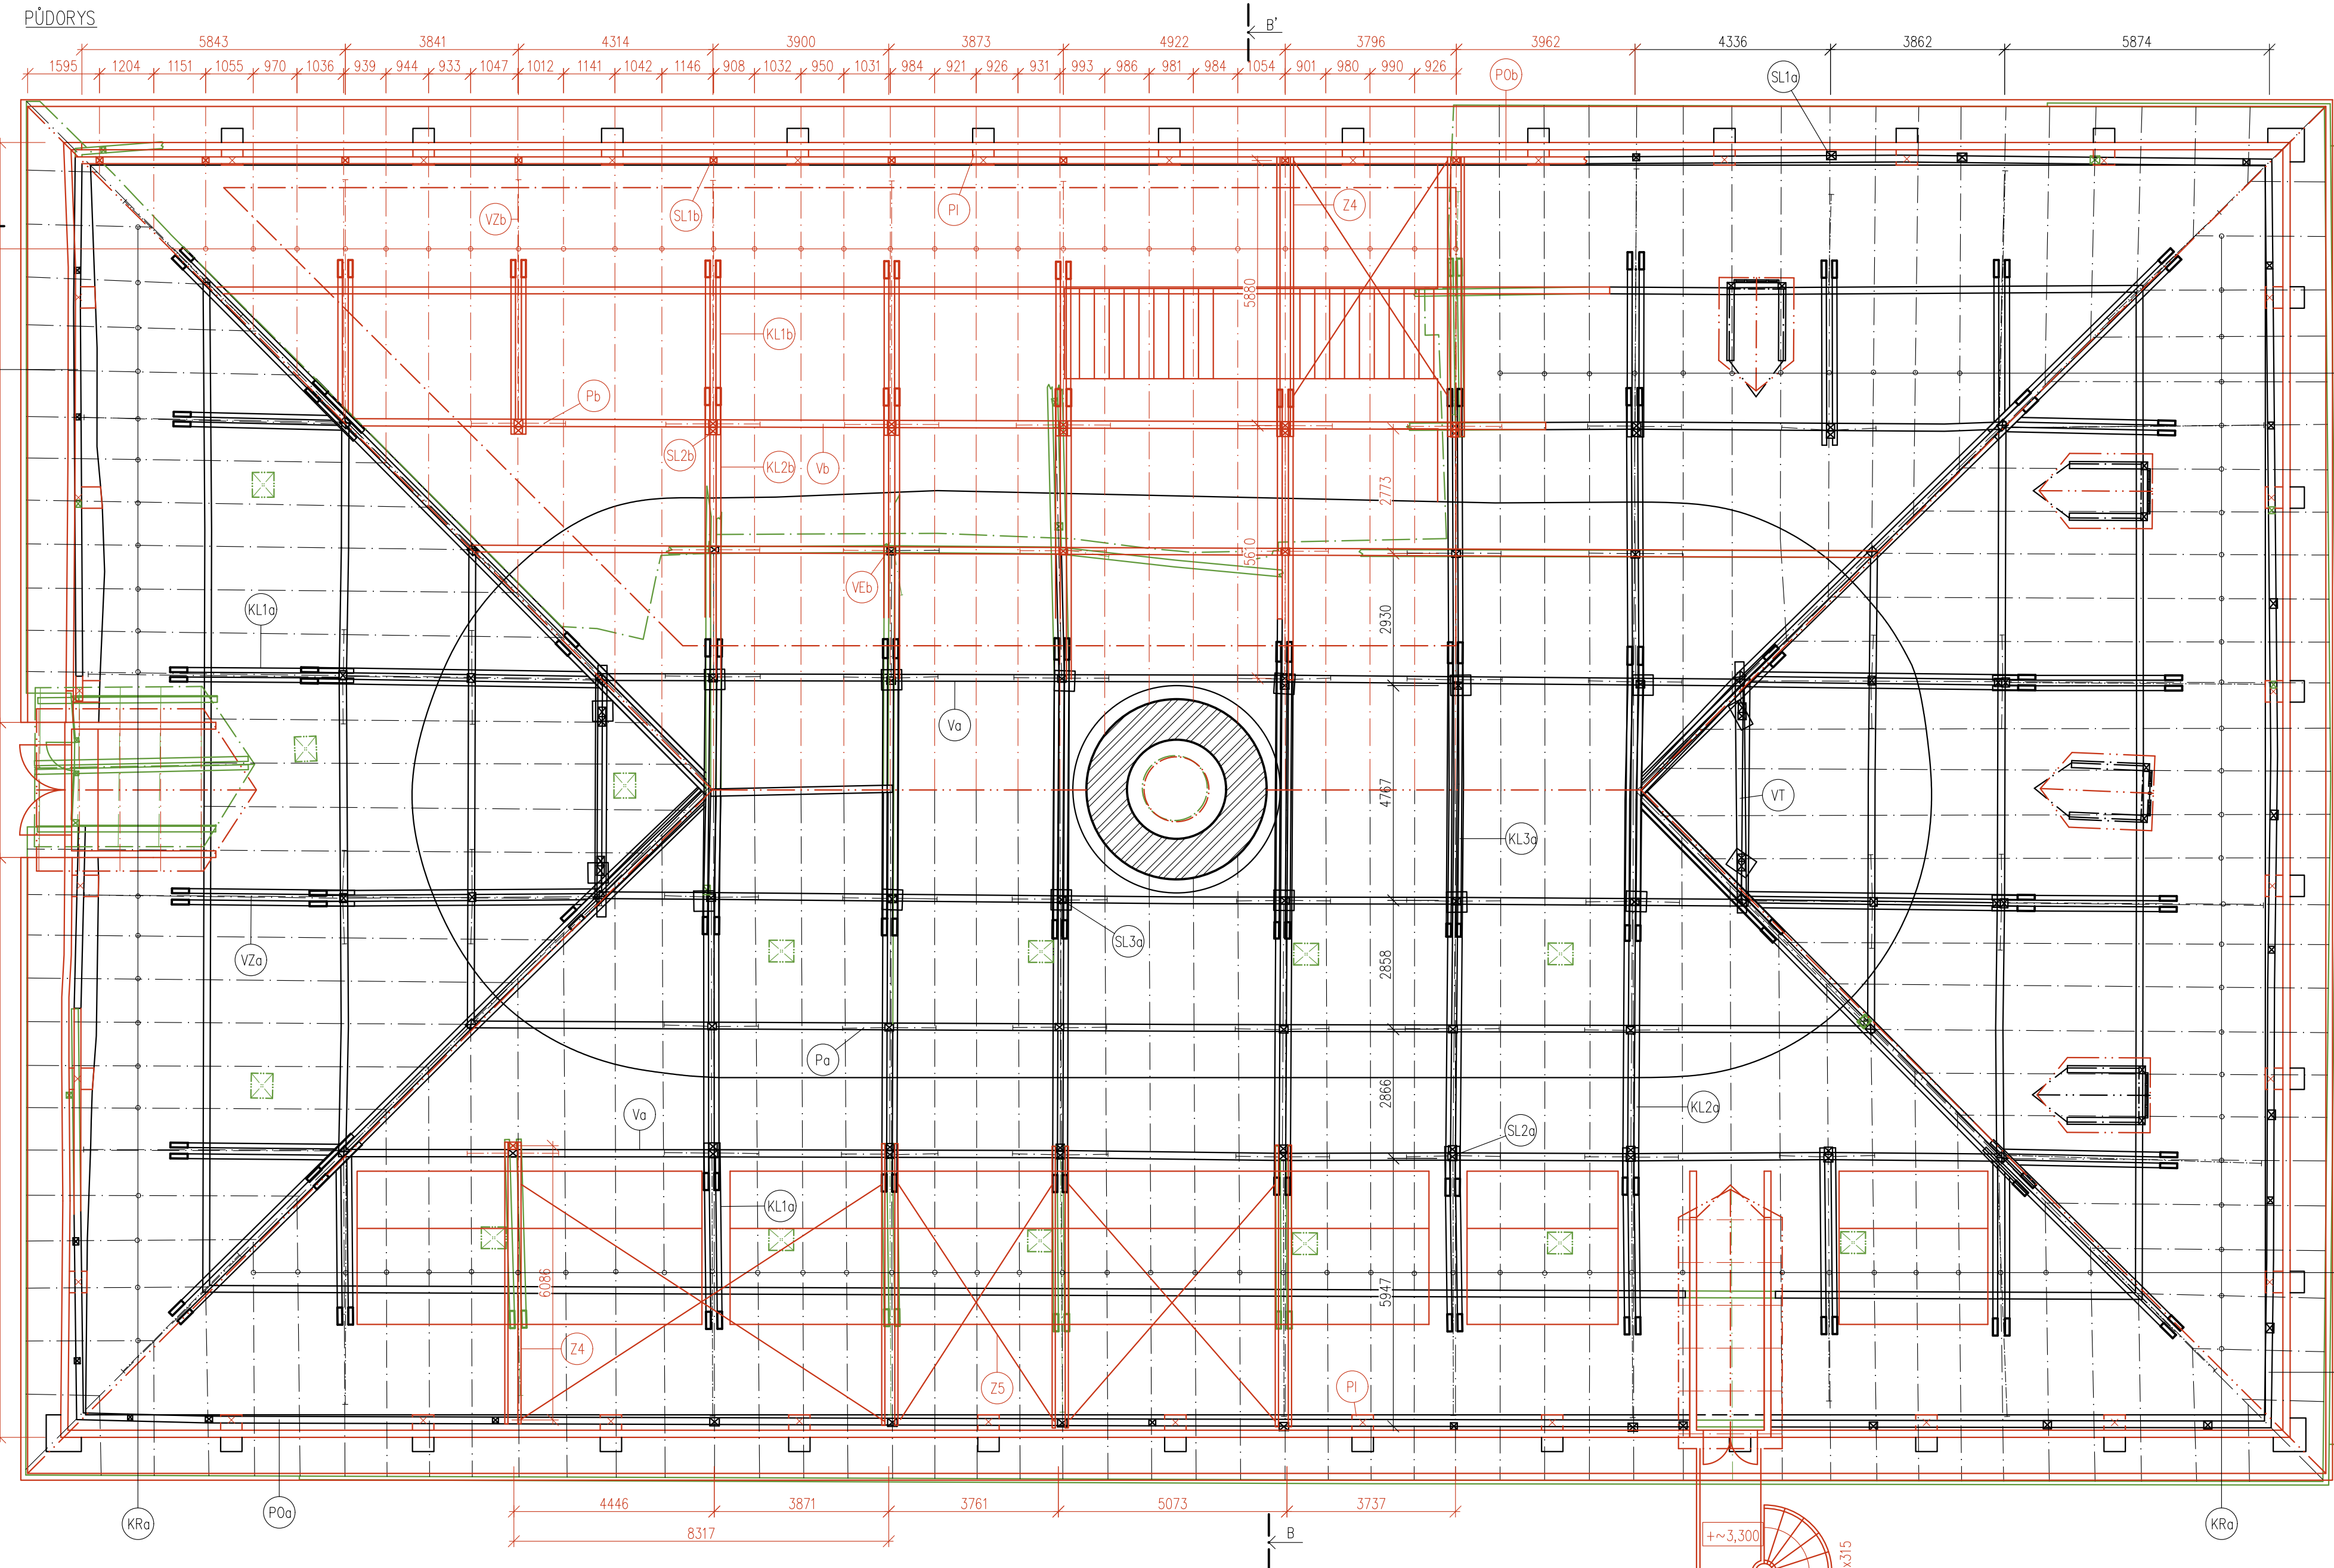 PŮDORYS
B'
5843 3841 4314 3900 3873 4922 3796 3962 4336 3862 5874
1595 1204 1151 1055 970 1036 939 944 933 1047 1012 1141 1042 1146 908 1032 950 1031 984 921 926 931 993 986 981 984 1054 901 980 990 926
POb
SL1a
VZb
SL1b
Pl
Z4
5880
KL1b
Pb
SL2b
KL2b
Vb
2773
5610
VEb
KL1a
2930
Va
4767
VT
KL3a
SL3a
VZa
2858
Pa
2866
Va
KL2a
SL2a
KL1a
6086
5947
Z4
Z5
Pl
KRa
POa
4446 3871 3761 5073 3737
8317
B
+~3,300
x315
KRa